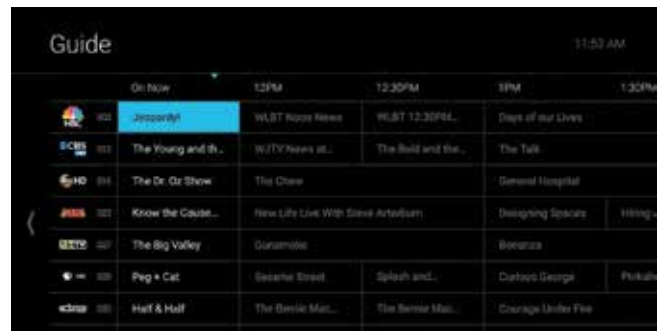 Guide 11:53 AM
On Now 12PM 12:30PM 1PM 1:30PM
NBC Jeopardy! WLBT Noon News WLBT 12:30PM... Days of our Lives
CBS The Young and th... WJTV News at... The Bold and the... The Talk
HD The Dr. Oz Show The Chew General Hospital
Know the Cause... New Life Live With Steve Arterburn Designing Spaces Hiring
The Big Valley Gunsmoke Bonanza
Peg + Cat Sesame Street Splash and... Curious George
Half & Half The Bernie Mac... The Bernie Mac... Courage Under Fire